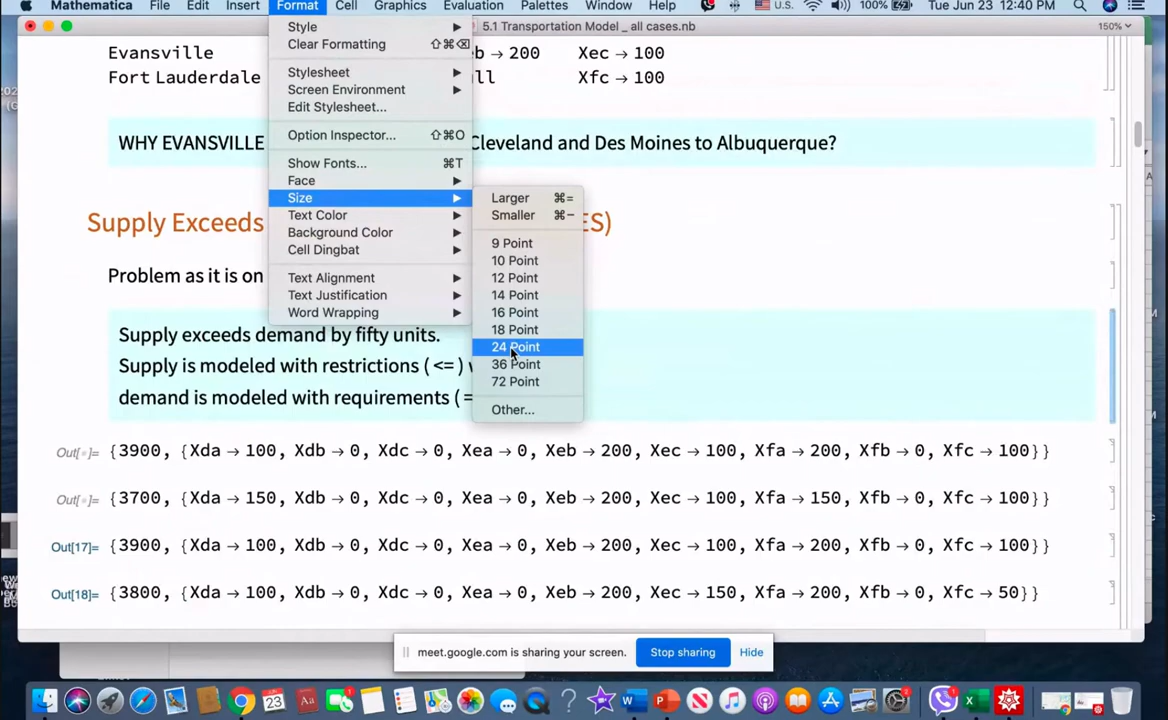 Mathematica File Edit Insert Format Cell Graphics Evaluation Palettes Window Help U.S. 100% Tue Jun 23 12:40 PM
5.1 Transportation Model _ all cases.nb 150%
Evansville → 200 Xec → 100
Fort Lauderdale Xfc → 100
WHY EVANSVILLE Cleveland and Des Moines to Albuquerque?
Supply Exceeds
Problem as it is on
Supply exceeds demand by fifty units.
Supply is modeled with restrictions ( <= )
demand is modeled with requirements ( =
Style
Clear Formatting ⇧⌘⌫
Stylesheet
Screen Environment
Edit Stylesheet...
Option Inspector... ⇧⌘O
Show Fonts... ⌘T
Face
Size
Text Color
Background Color
Cell Dingbat
Text Alignment
Text Justification
Word Wrapping
Larger ⌘=
Smaller ⌘−
9 Point
10 Point
12 Point
14 Point
16 Point
18 Point
24 Point
36 Point
72 Point
Other...
Out[∘]= {3900, {Xda → 100, Xdb → 0, Xdc → 0, Xea → 0, Xeb → 200, Xec → 100, Xfa → 200, Xfb → 0, Xfc → 100}}
Out[∘]= {3700, {Xda → 150, Xdb → 0, Xdc → 0, Xea → 0, Xeb → 200, Xec → 100, Xfa → 150, Xfb → 0, Xfc → 100}}
Out[17]= {3900, {Xda → 100, Xdb → 0, Xdc → 0, Xea → 0, Xeb → 200, Xec → 100, Xfa → 200, Xfb → 0, Xfc → 100}}
Out[18]= {3800, {Xda → 100, Xdb → 0, Xdc → 0, Xea → 0, Xeb → 200, Xec → 150, Xfa → 200, Xfb → 0, Xfc → 50}}
meet.google.com is sharing your screen. Stop sharing Hide